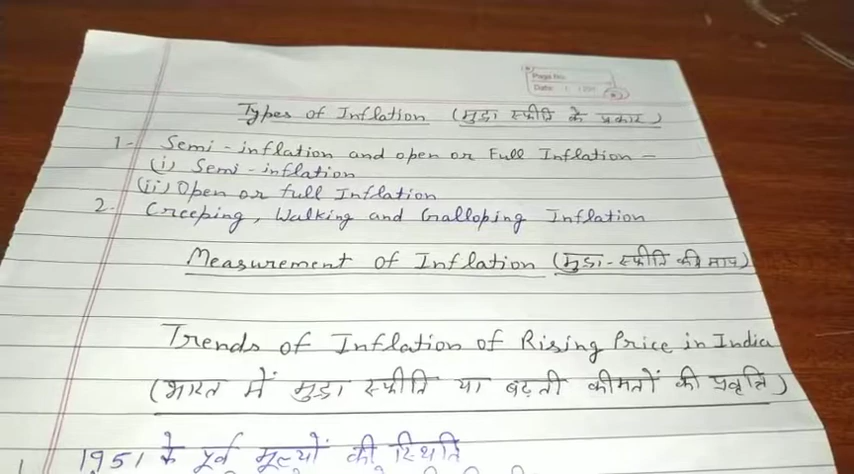 Page No.
Date: / /20
Types of Inflation (मुद्रा स्फीति के प्रकार)
1- Semi-inflation and open or Full Inflation –
(i) Semi-inflation
(ii) Open or full Inflation
2. Creeping, Walking and Galloping Inflation
Measurement of Inflation (मुद्रा-स्फीति की माप)
Trends of Inflation of Rising Price in India
(भारत में मुद्रा स्फीति या बढ़ती कीमतों की प्रवृत्ति)
1951 के पूर्व मूल्यों की स्थिति